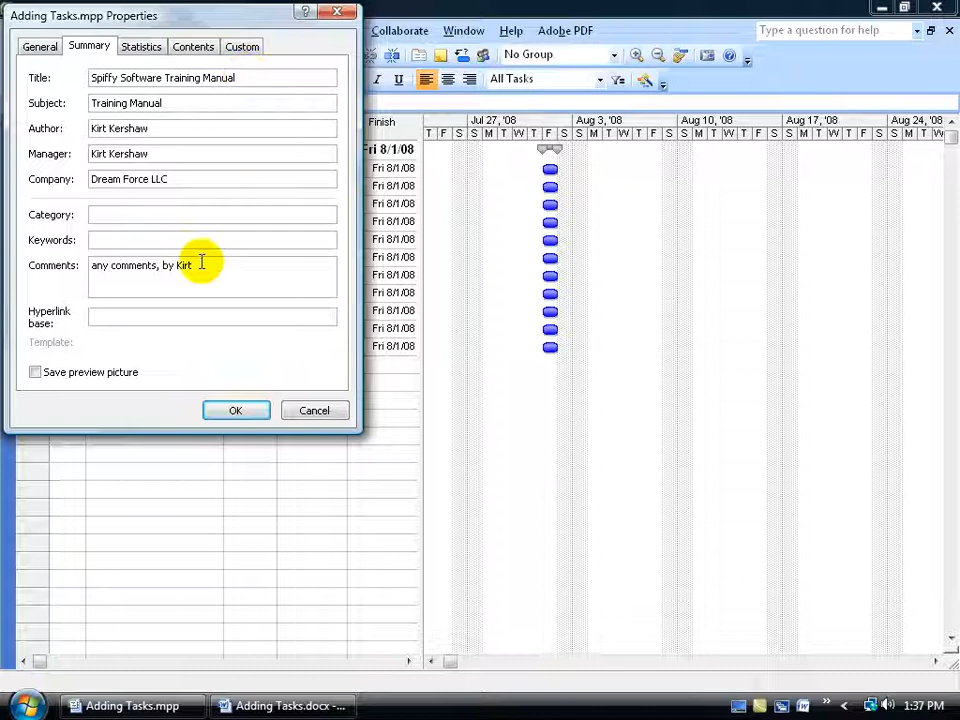 Adding Tasks.mpp Properties
General Summary Statistics Contents Custom
Title: Spiffy Software Training Manual
Subject: Training Manual
Author: Kirt Kershaw
Manager: Kirt Kershaw
Company: Dream Force LLC
Category:
Keywords:
Comments: any comments, by Kirt
Hyperlink
base:
Template:
Save preview picture
OK Cancel
Collaborate Window Help Adobe PDF
Type a question for help
No Group
I U All Tasks
Finish
Jul 27, '08 Aug 3, '08 Aug 10, '08 Aug 17, '08 Aug 24, '08
T F S S M T W T F S S M T W T F S S M T W T F S S M T W T F S S M T W
Fri 8/1/08
Fri 8/1/08
Fri 8/1/08
Fri 8/1/08
Fri 8/1/08
Fri 8/1/08
Fri 8/1/08
Fri 8/1/08
Fri 8/1/08
Fri 8/1/08
Fri 8/1/08
Fri 8/1/08
Adding Tasks.mpp Adding Tasks.docx -... 1:37 PM